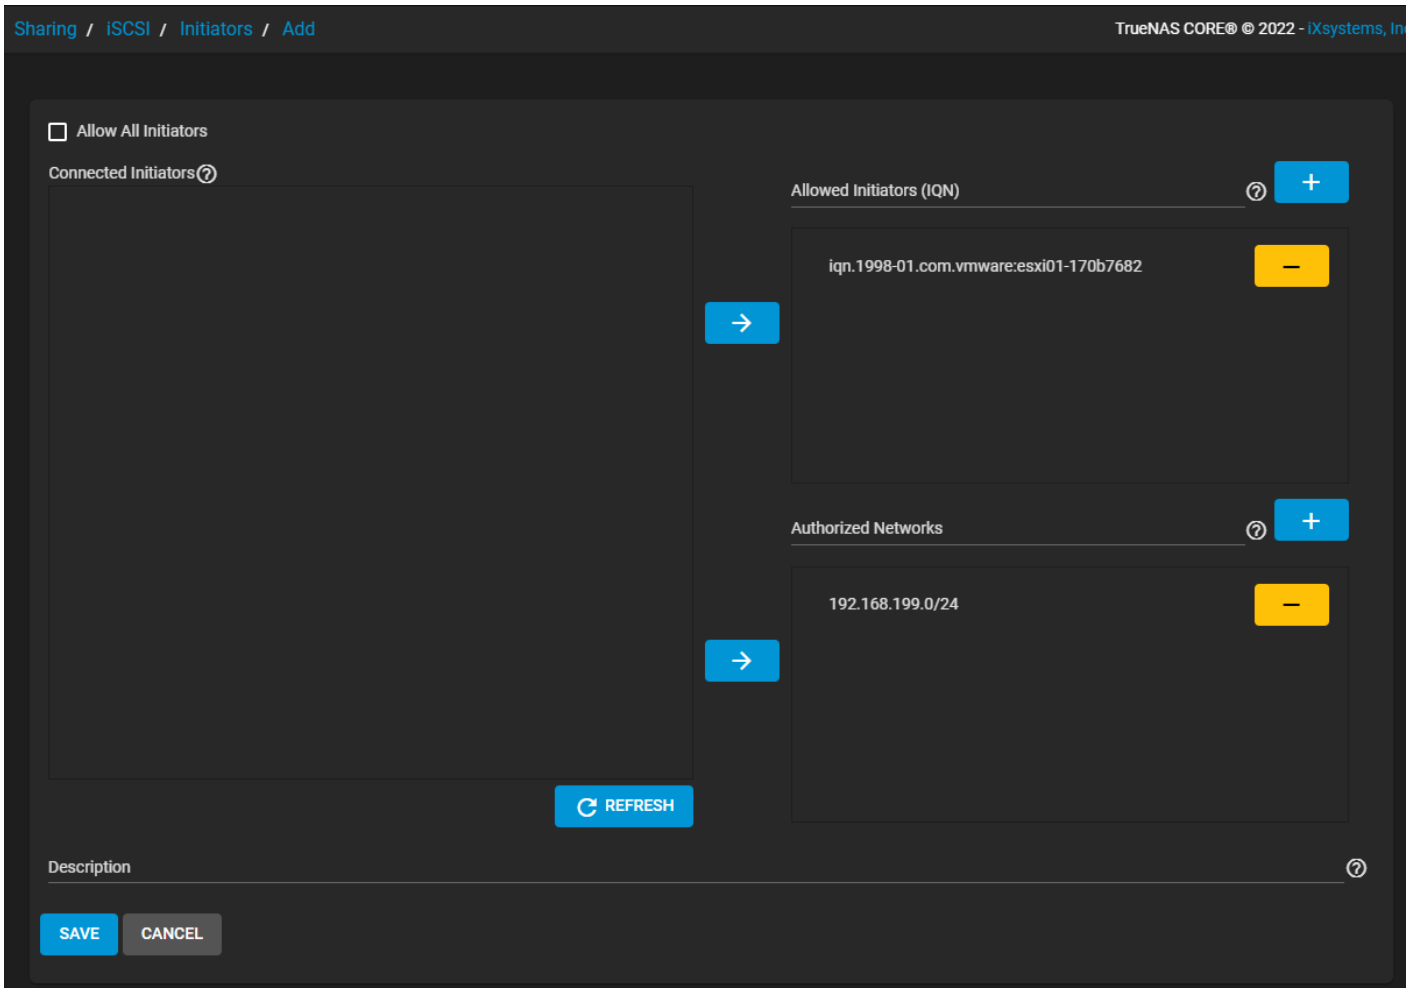 Sharing / iSCSI / Initiators / Add
TrueNAS CORE® © 2022 - iXsystems, Inc
Allow All Initiators
Connected Initiators
Allowed Initiators (IQN)
iqn.1998-01.com.vmware:esxi01-170b7682
Authorized Networks
192.168.199.0/24
REFRESH
Description
SAVE
CANCEL